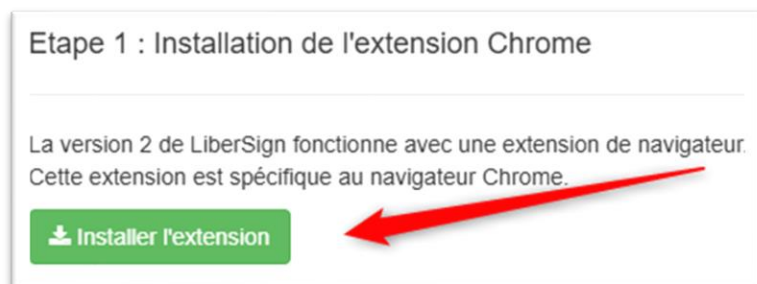 Etape 1 : Installation de l'extension Chrome
La version 2 de LiberSign fonctionne avec une extension de navigateur.
Cette extension est spécifique au navigateur Chrome.
Installer l'extension